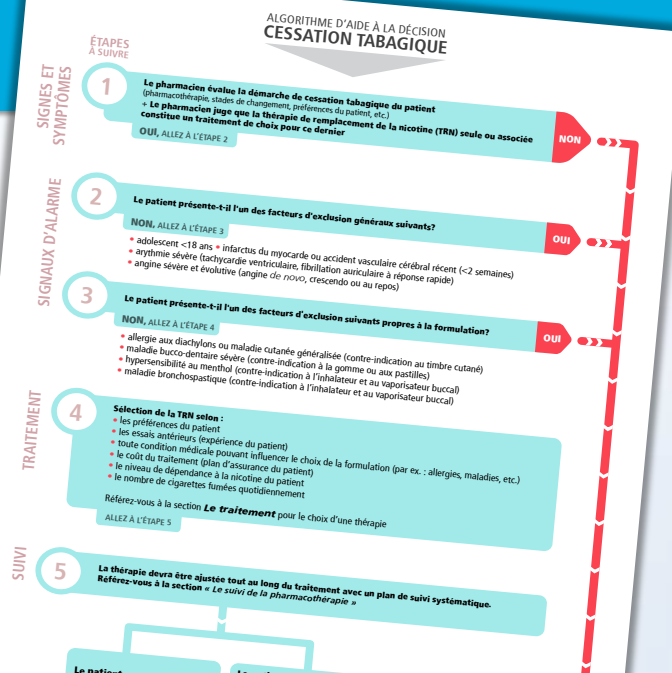 ALGORITHME D'AIDE À LA DÉCISION
CESSATION TABAGIQUE
ÉTAPES
À SUIVRE
SIGNES ET
SYMPTÔMES
1
Le pharmacien évalue la démarche de cessation tabagique du patient
(pharmacothérapie, stades de changement, préférences du patient, etc.)
+ Le pharmacien juge que la thérapie de remplacement de la nicotine (TRN) seule ou associée
constitue un traitement de choix pour ce dernier
OUI, ALLEZ À L'ÉTAPE 2
NON
SIGNAUX D'ALARME
2
Le patient présente-t-il l'un des facteurs d'exclusion généraux suivants?
NON, ALLEZ À L'ÉTAPE 3
OUI
• adolescent <18 ans • infarctus du myocarde ou accident vasculaire cérébral récent (<2 semaines)
• arythmie sévère (tachycardie ventriculaire, fibrillation auriculaire à réponse rapide)
• angine sévère et évolutive (angine de novo, crescendo ou au repos)
3
Le patient présente-t-il l'un des facteurs d'exclusion suivants propres à la formulation?
NON, ALLEZ À L'ÉTAPE 4
OUI
• allergie aux diachylons ou maladie cutanée généralisée (contre-indication au timbre cutané)
• maladie bucco-dentaire sévère (contre-indication à la gomme ou aux pastilles)
• hypersensibilité au menthol (contre-indication à l'inhalateur et au vaporisateur buccal)
• maladie bronchospastique (contre-indication à l'inhalateur et au vaporisateur buccal)
TRAITEMENT
4
Sélection de la TRN selon :
• les préférences du patient
• les essais antérieurs (expérience du patient)
• toute condition médicale pouvant influencer le choix de la formulation (par ex. : allergies, maladies, etc.)
• le coût du traitement (plan d'assurance du patient)
• le niveau de dépendance à la nicotine du patient
• le nombre de cigarettes fumées quotidiennement
Référez-vous à la section Le traitement pour le choix d'une thérapie
ALLEZ À L'ÉTAPE 5
SUIVI
5
La thérapie devra être ajustée tout au long du traitement avec un plan de suivi systématique.
Référez-vous à la section « Le suivi de la pharmacothérapie »
Le patient